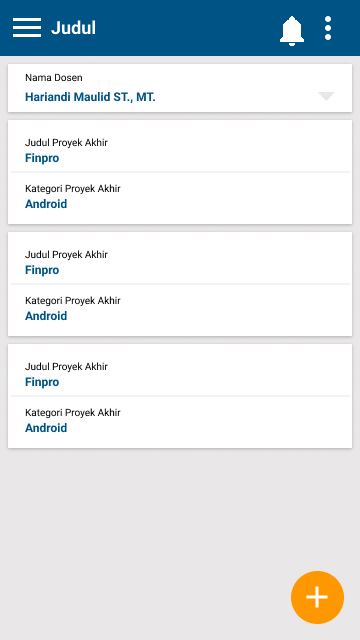 Judul
Nama Dosen
Hariandi Maulid ST., MT.
Judul Proyek Akhir
Finpro
Kategori Proyek Akhir
Android
Judul Proyek Akhir
Finpro
Kategori Proyek Akhir
Android
Judul Proyek Akhir
Finpro
Kategori Proyek Akhir
Android